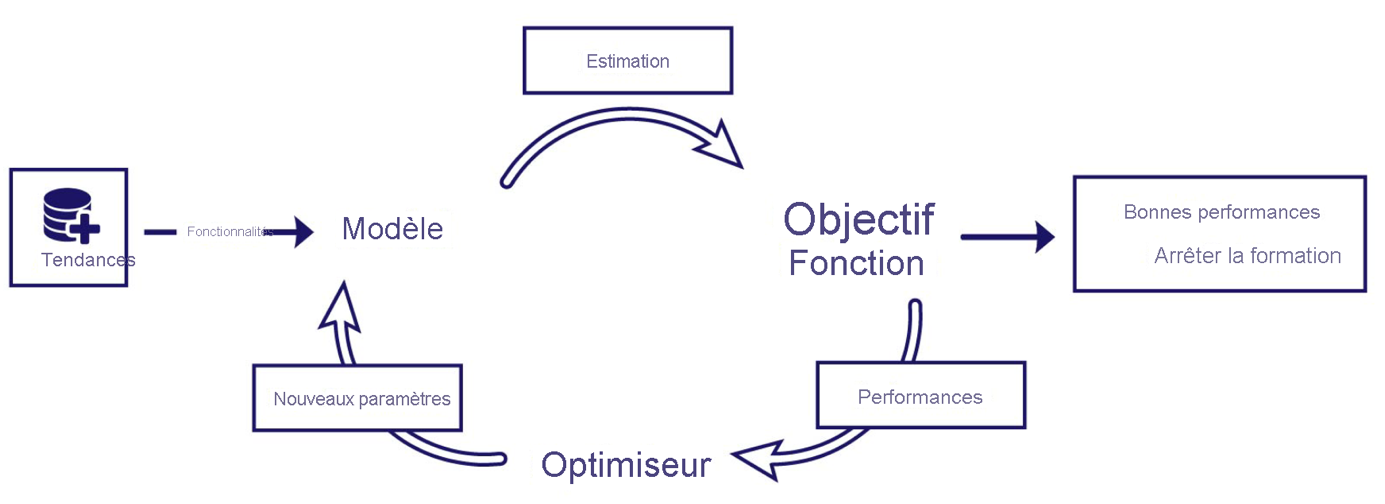 Estimation
Tendances
Fonctionnalités
Modèle
Objectif
Fonction
Bonnes performances
Arrêter la formation
Nouveaux paramètres
Performances
Optimiseur